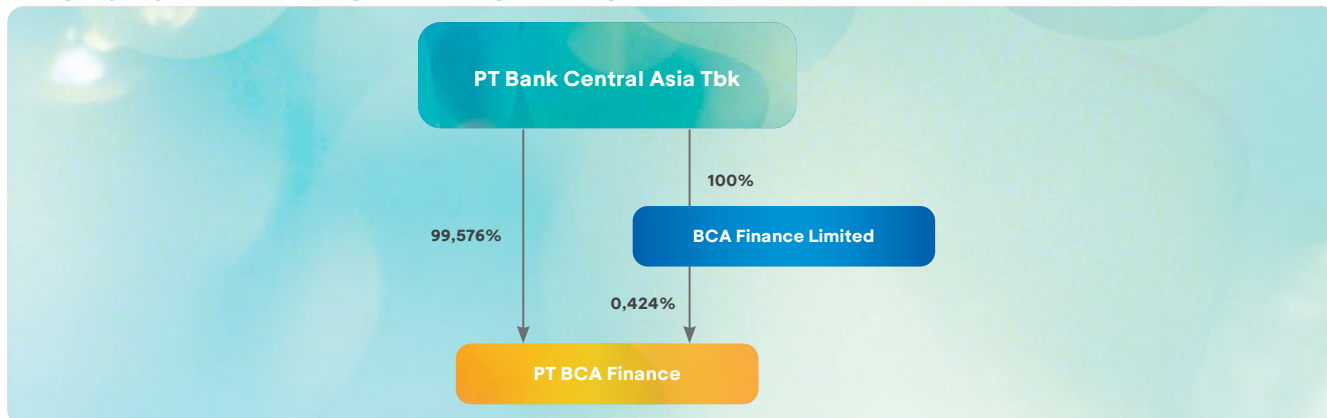 PT Bank Central Asia Tbk
100%
99,576%
BCA Finance Limited
0,424%
PT BCA Finance